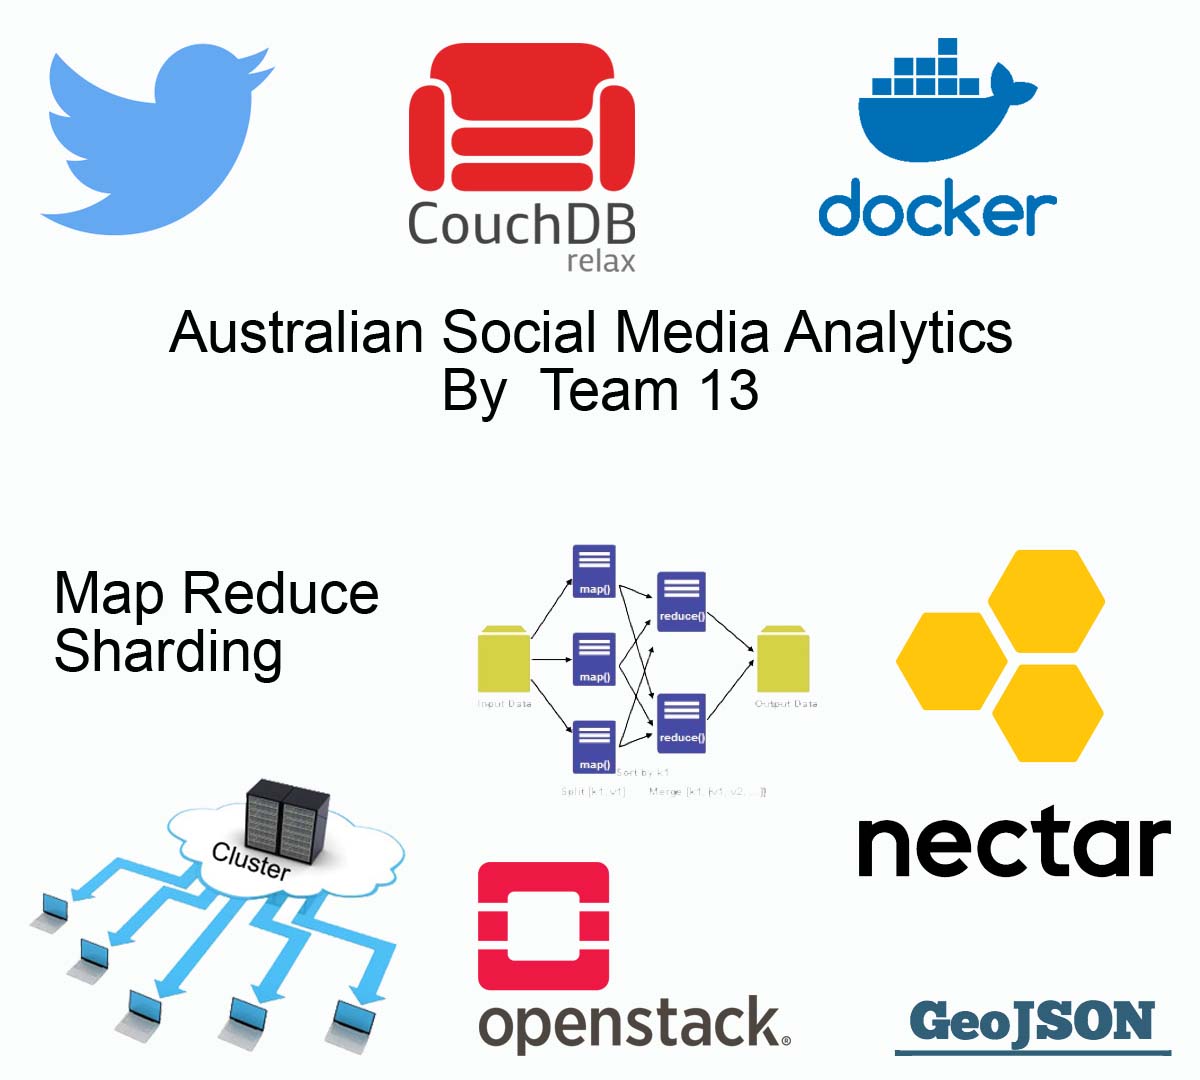 CouchDB
relax
docker
Australian Social Media Analytics
By Team 13
Map Reduce
Sharding
map()
reduce()
map()
Input Data
Output Data
reduce()
map()
Sort by k1
Split [k1, v1]
Merge [k1, [v1, v2, ...]]
nectar
Cluster
openstack.®
GeoJSON